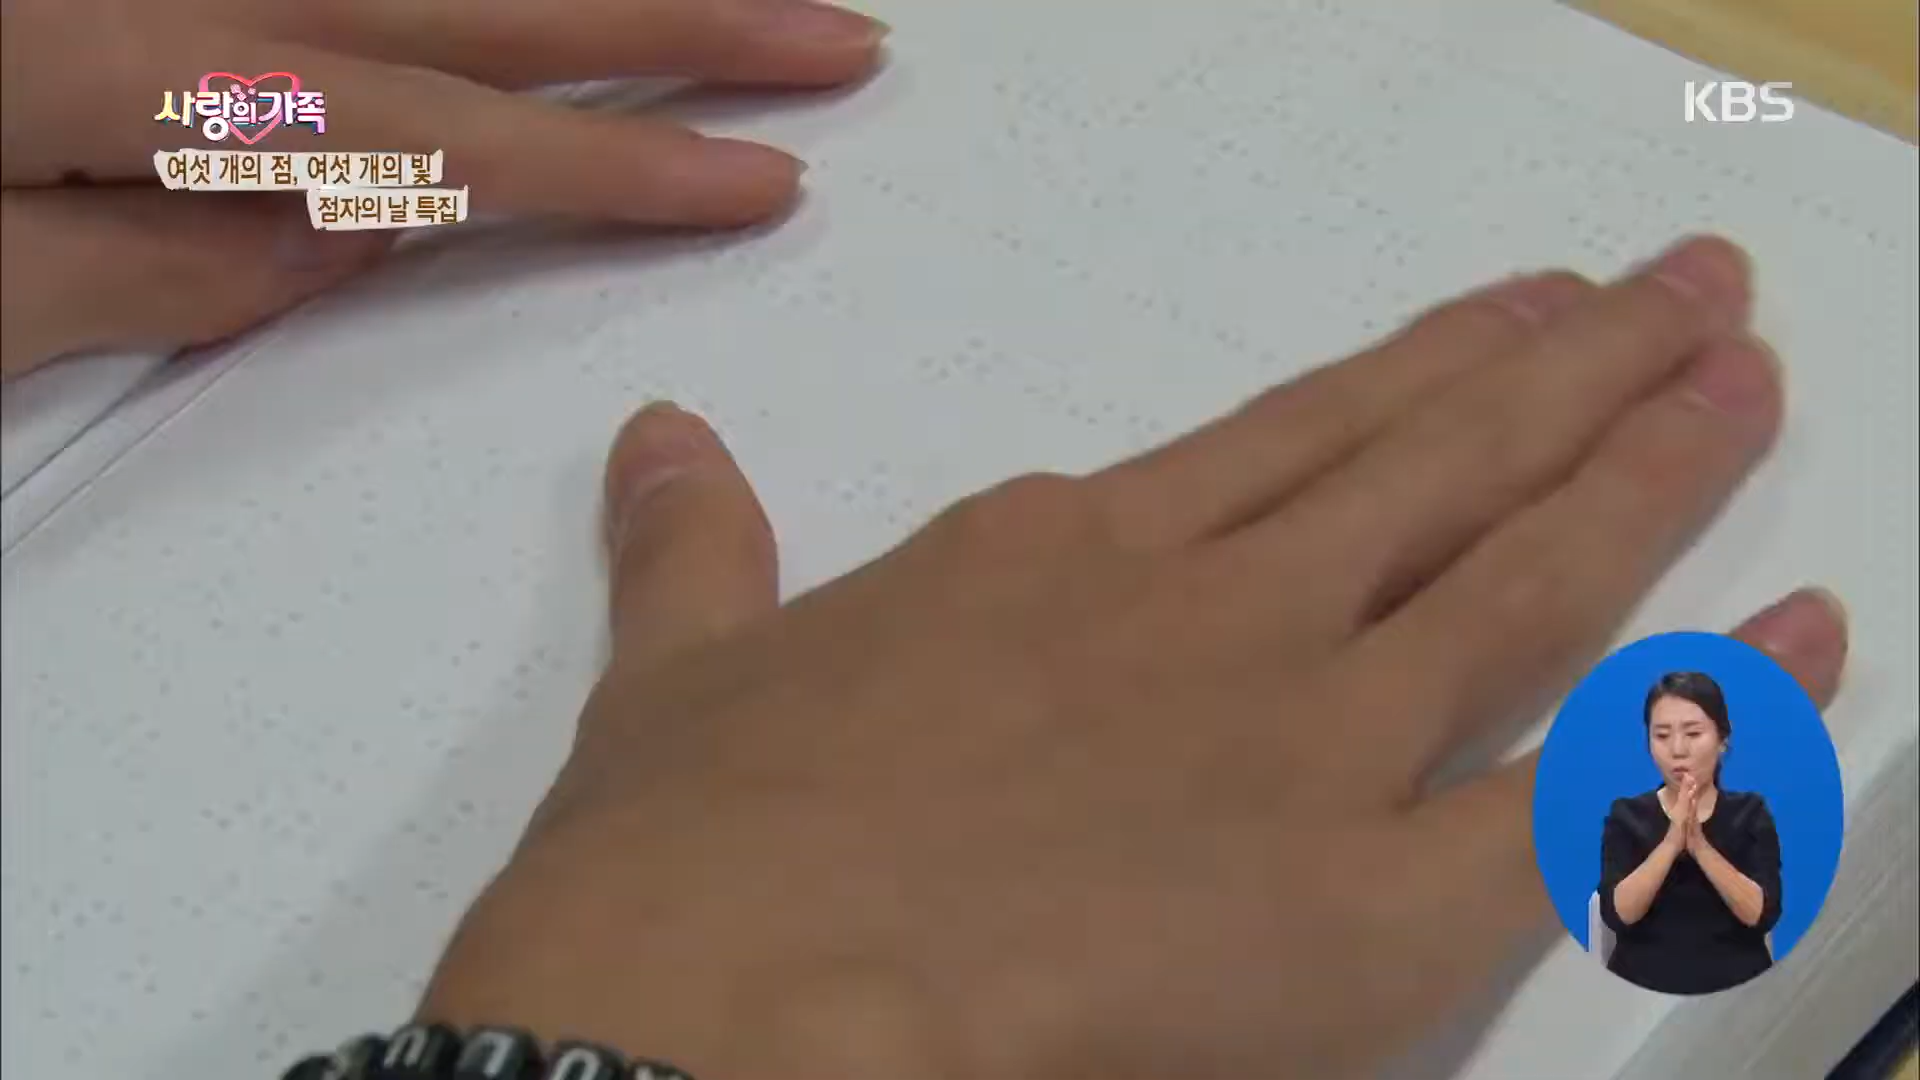 사랑의 가족
KBS
여섯 개의 점, 여섯 개의 빛
점자의 날 특집